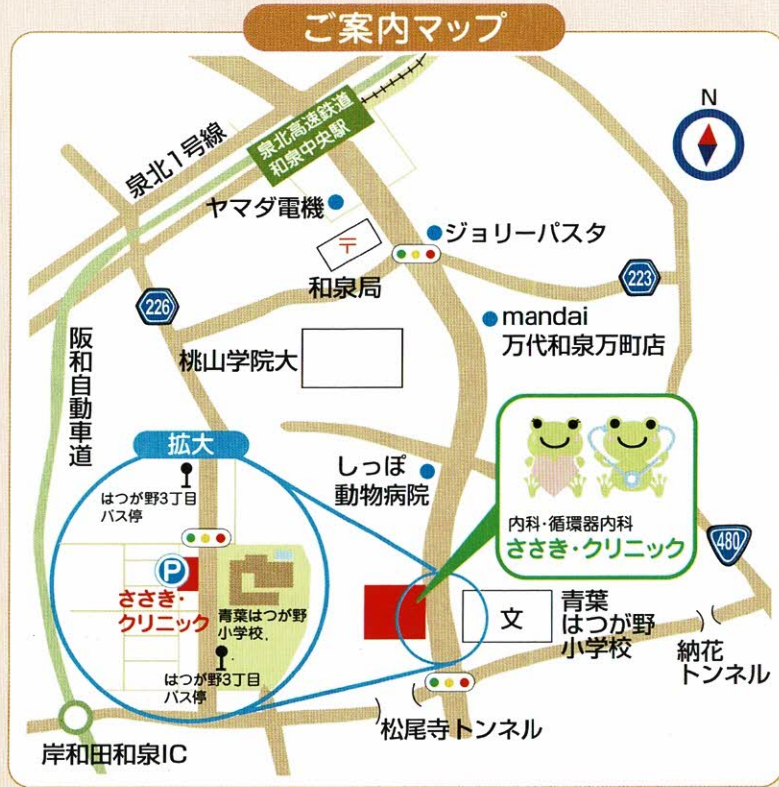 ご案内マップ
N
泉北1号線
泉北高速鉄道
和泉中央駅
ヤマダ電機
ジョリーパスタ
〒
和泉局
226
223
mandai
万代和泉万町店
桃山学院大
阪和自動車道
拡大
はつが野3丁目
バス停
しっぽ
動物病院
内科・循環器内科
ささき・クリニック
480
P
ささき・
クリニック
青葉はつが野
小学校
はつが野3丁目
バス停
文
青葉
はつが野
小学校
納花
トンネル
松尾寺トンネル
岸和田和泉IC